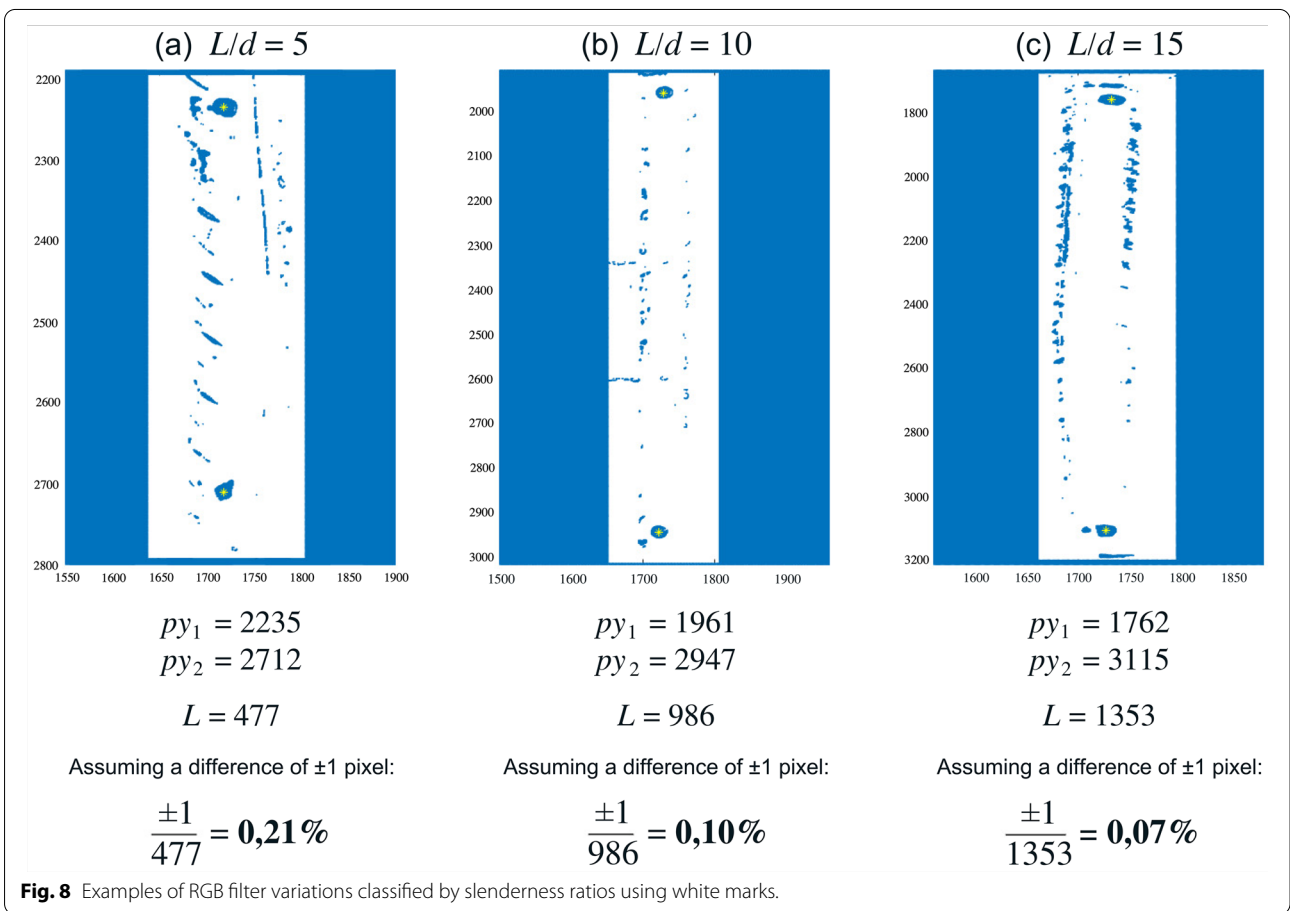 (a) L/d = 5
2200
2300
2400
2500
2600
2700
2800
1550 1600 1650 1700 1750 1800 1850 1900
py₁ = 2235
py₂ = 2712
L = 477
Assuming a difference of ±1 pixel:
±1
477
= 0,21%
(b) L/d = 10
2000
2100
2200
2300
2400
2500
2600
2700
2800
2900
3000
1500 1600 1700 1800 1900
py₁ = 1961
py₂ = 2947
L = 986
Assuming a difference of ±1 pixel:
±1
986
= 0,10%
(c) L/d = 15
1800
2000
2200
2400
2600
2800
3000
3200
1600 1650 1700 1750 1800 1850
py₁ = 1762
py₂ = 3115
L = 1353
Assuming a difference of ±1 pixel:
±1
1353
= 0,07%
Fig. 8 Examples of RGB filter variations classified by slenderness ratios using white marks.